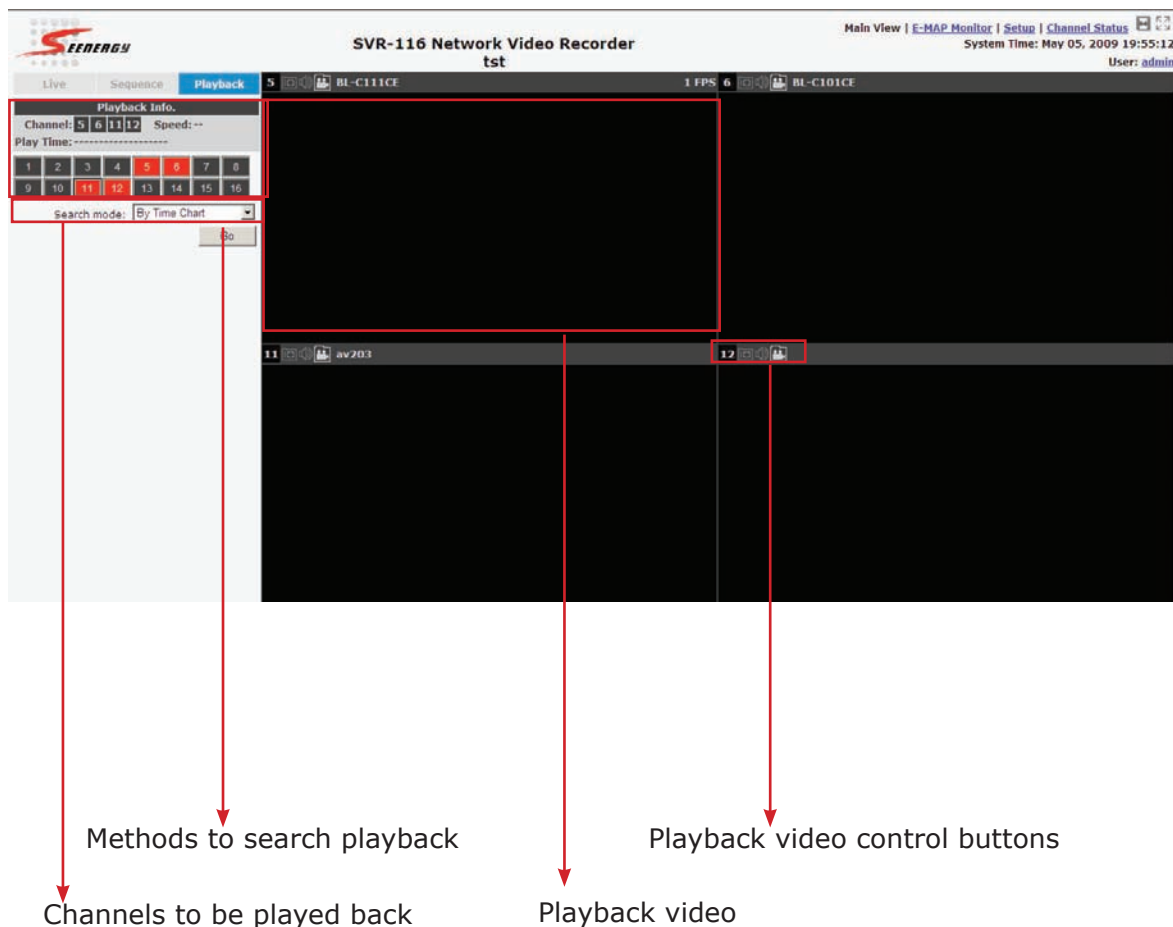 SEENERGY
SVR-116 Network Video Recorder
tst
Main View | E-MAP Monitor | Setup | Channel Status
System Time: May 05, 2009 19:55:12
User: admin
Live Sequence Playback
Playback Info.
Channel: 5 6 11 12 Speed: --
Play Time: -------------------
1 2 3 4 5 6 7 8
9 10 11 12 13 14 15 16
Search mode: By Time Chart
Go
5 BL-C111CE 1 FPS
6 BL-C101CE
11 av203
12
Methods to search playback
Playback video control buttons
Channels to be played back
Playback video